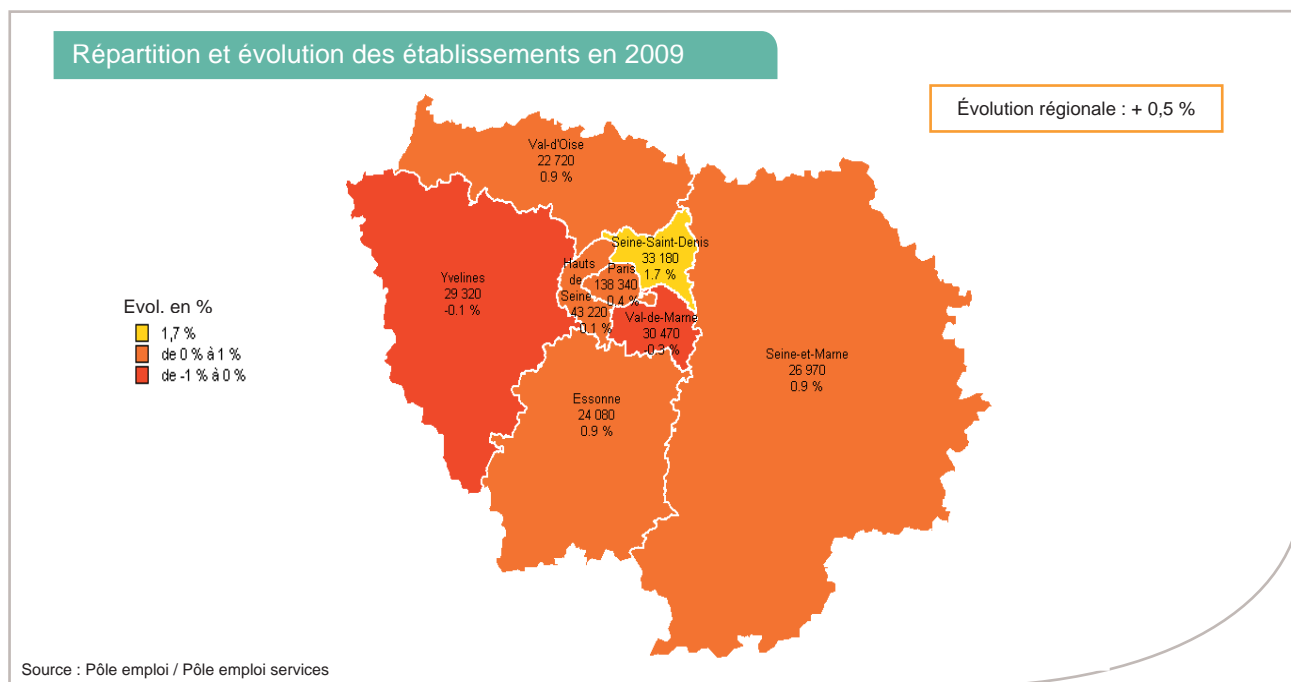 Répartition et évolution des établissements en 2009
Évolution régionale : + 0,5 %
Val-d'Oise
22 720
0.9 %
Seine-Saint-Denis
33 180
1.7 %
Hauts
de
Seine
43 220
0.1 %
Paris
138 340
0.4 %
Yvelines
29 320
-0.1 %
Val-de-Marne
30 470
-0.3 %
Seine-et-Marne
26 970
0.9 %
Essonne
24 080
0.9 %
Evol. en %
1,7 %
de 0 % à 1 %
de -1 % à 0 %
Source : Pôle emploi / Pôle emploi services